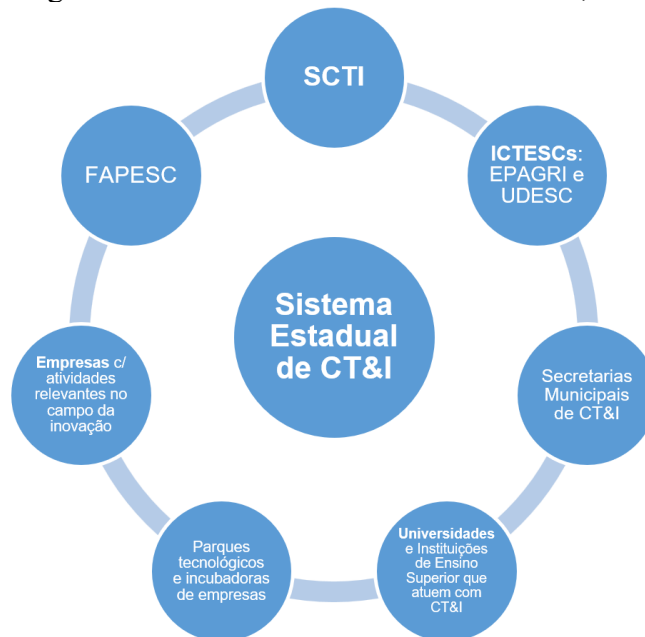 SCTI
FAPESC
ICTESCs:
EPAGRI e
UDESC
Sistema
Estadual
de CT&I
Empresas c/
atividades
relevantes no
campo da
inovação
Secretarias
Municipais
de CT&I
Parques
tecnológicos
e incubadoras
de empresas
Universidades
e Instituições
de Ensino
Superior que
atuem com
CT&I